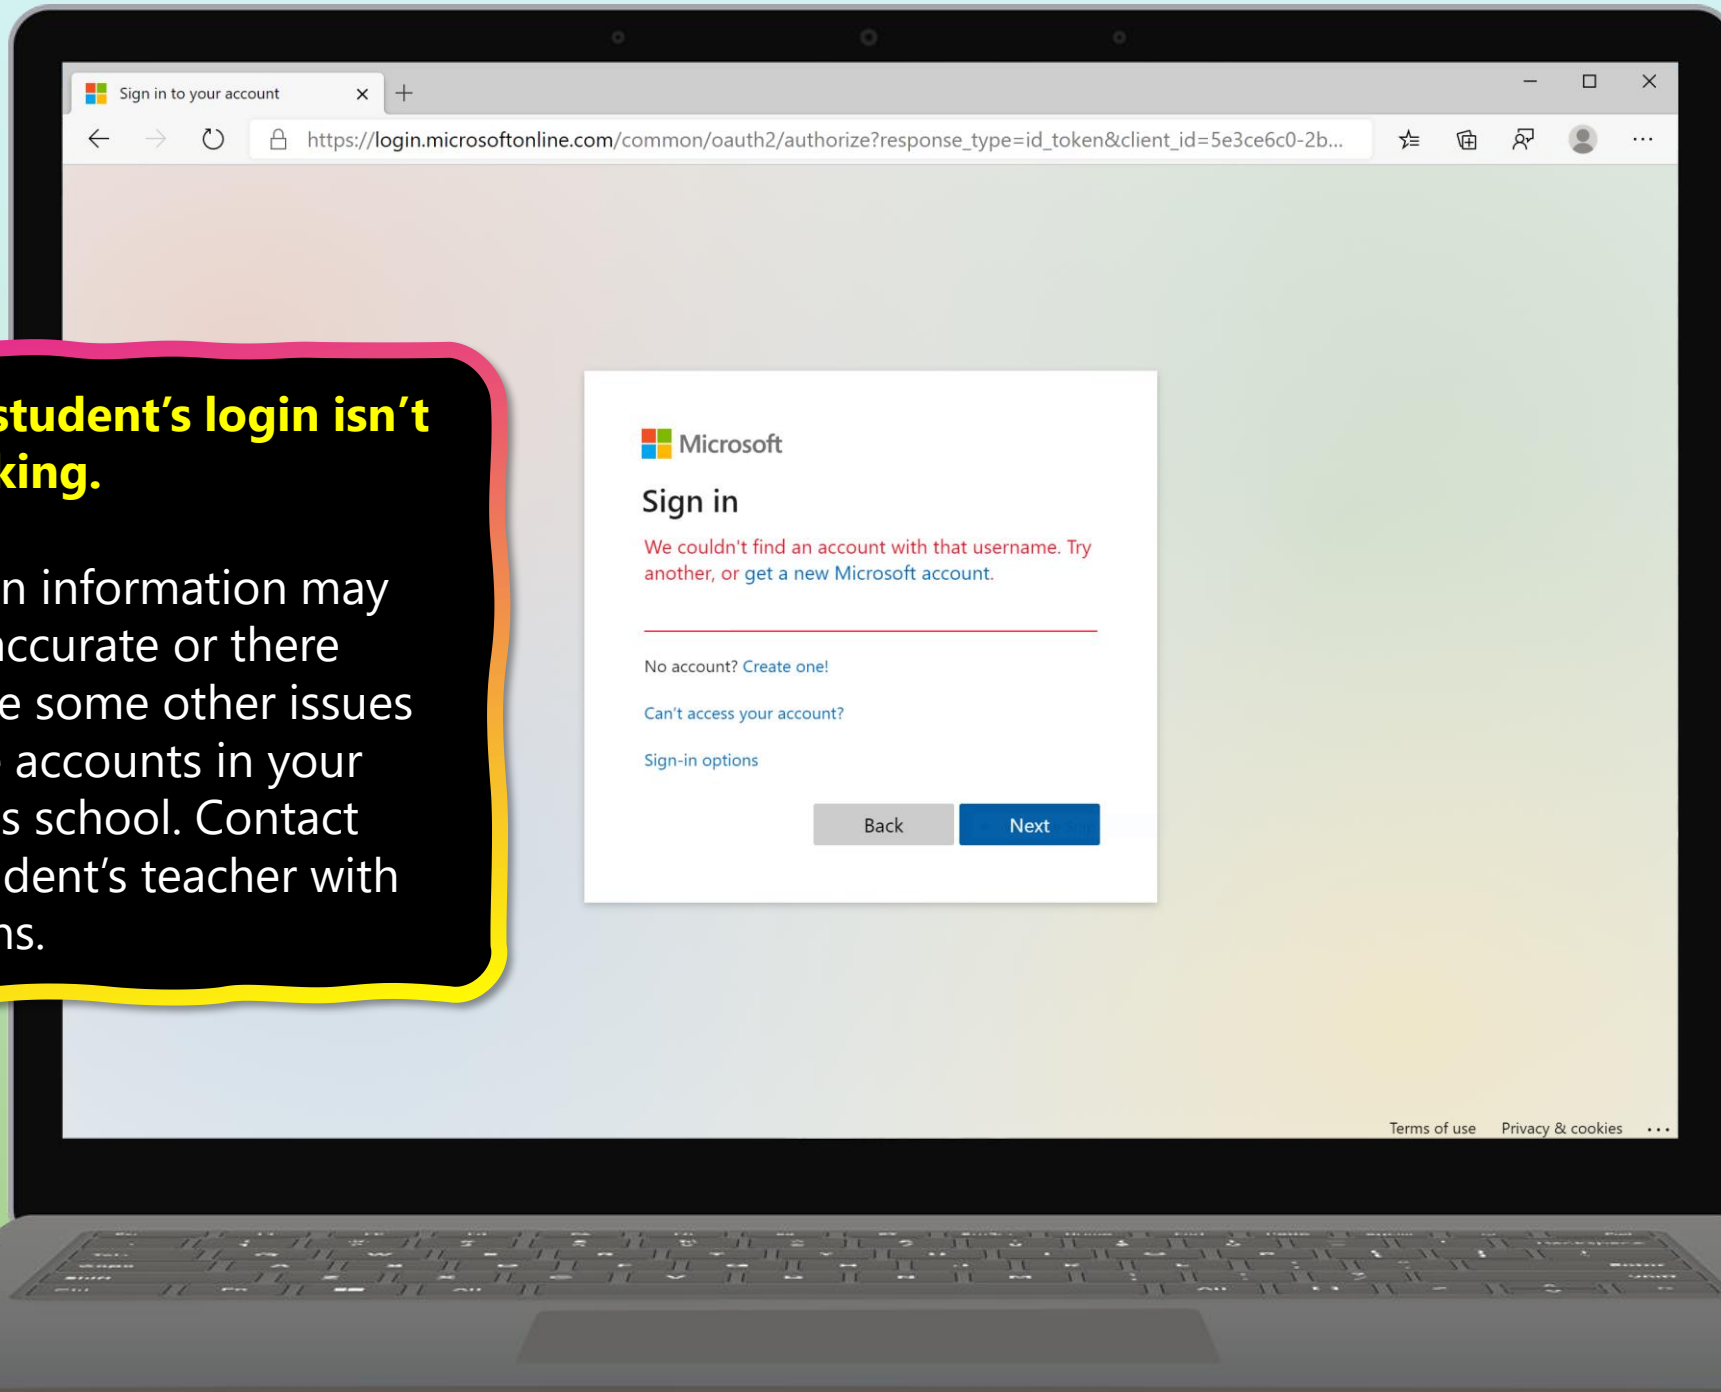 Sign in to your account
https://login.microsoftonline.com/common/oauth2/authorize?response_type=id_token&client_id=5e3ce6c0-2b...
student’s login isn’t
king.
n information may
accurate or there
e some other issues
accounts in your
s school. Contact
dent’s teacher with
ns.
Microsoft
Sign in
We couldn't find an account with that username. Try
another, or get a new Microsoft account.
No account? Create one!
Can't access your account?
Sign-in options
Back Next
Terms of use Privacy & cookies ...